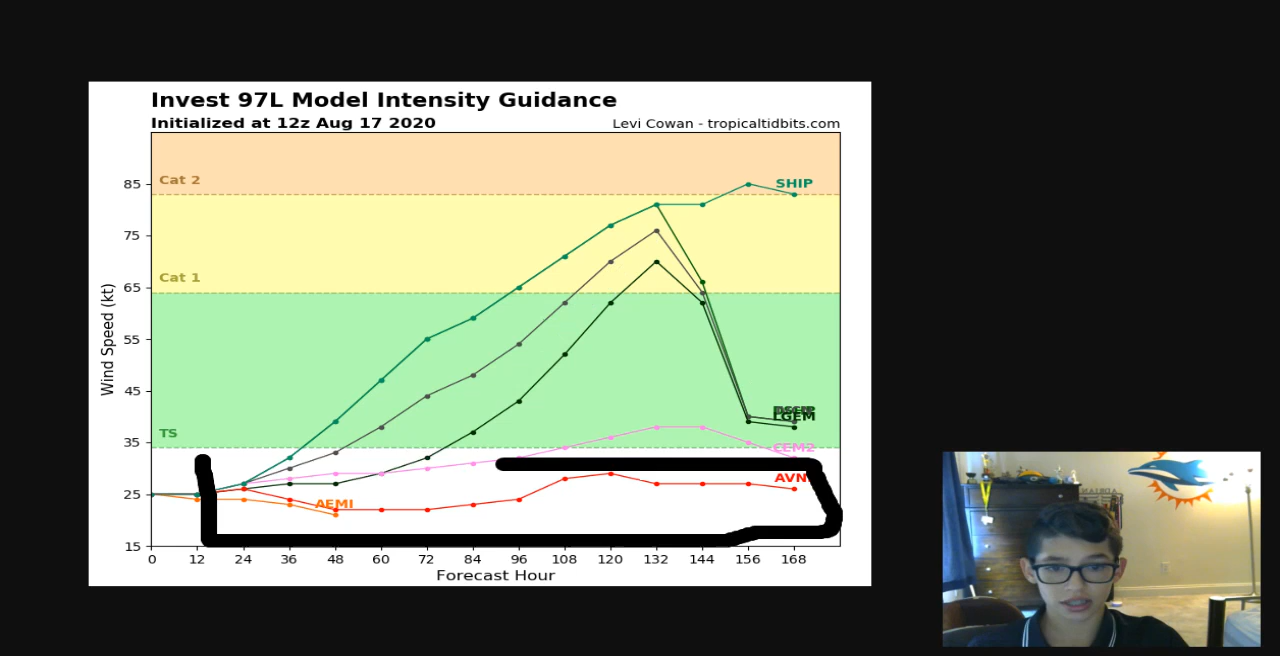 Invest 97L Model Intensity Guidance
Initialized at 12z Aug 17 2020
Levi Cowan - tropicaltidbits.com
Wind Speed (kt)
85
75
65
55
45
35
25
15
Cat 2
Cat 1
TS
SHIP
LGEM
CEM2
AEMI
0 12 24 36 48 60 72 84 96 108 120 132 144 156 168
Forecast Hour